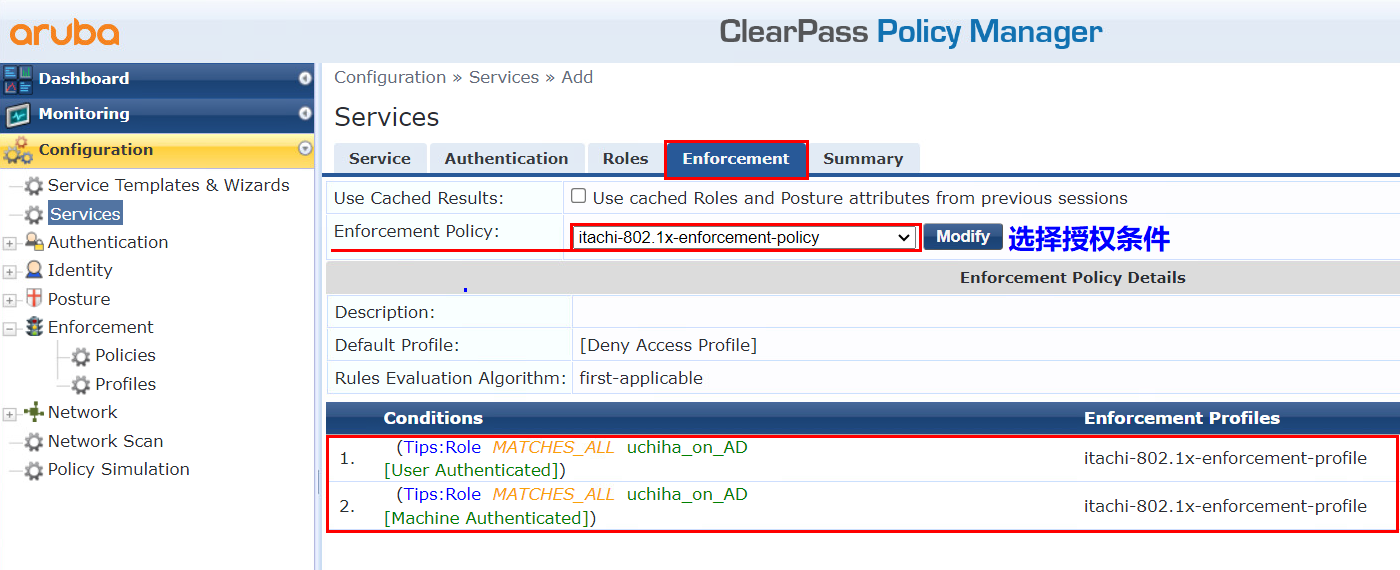 aruba
ClearPass Policy Manager
Dashboard
Monitoring
Configuration
Service Templates & Wizards
Services
Authentication
Identity
Posture
Enforcement
Policies
Profiles
Network
Network Scan
Policy Simulation
Configuration » Services » Add
Services
Service Authentication Roles Enforcement Summary
Use Cached Results: Use cached Roles and Posture attributes from previous sessions
Enforcement Policy: itachi-802.1x-enforcement-policy Modify 选择授权条件
Enforcement Policy Details
Description:
Default Profile: [Deny Access Profile]
Rules Evaluation Algorithm: first-applicable
Conditions Enforcement Profiles
(Tips:Role MATCHES_ALL uchiha_on_AD
1. itachi-802.1x-enforcement-profile
[User Authenticated])
(Tips:Role MATCHES_ALL uchiha_on_AD
2. itachi-802.1x-enforcement-profile
[Machine Authenticated])